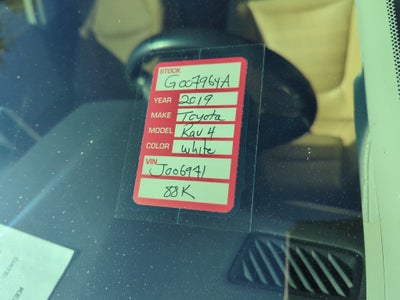 STOCK G00796YA
YEAR 2019
MAKE Toyota
MODEL Rav 4
COLOR white
VIN J006941
88K